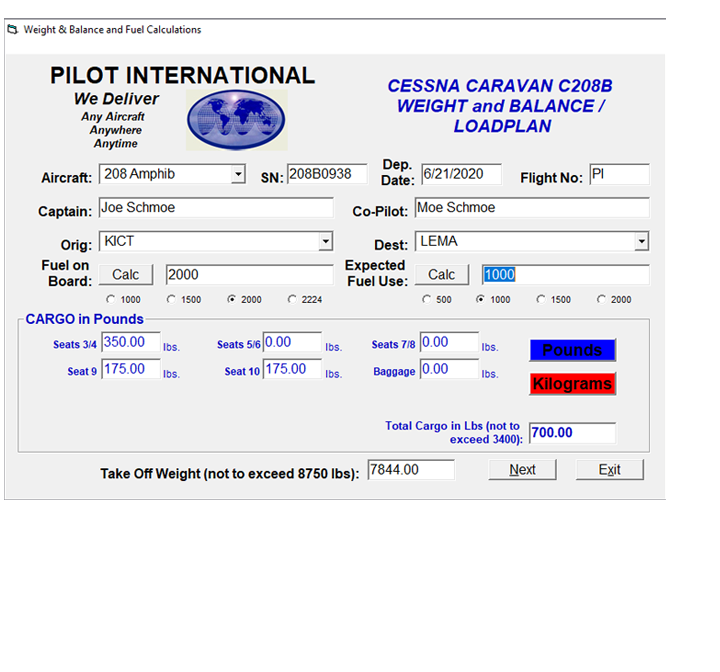 Weight & Balance and Fuel Calculations
PILOT INTERNATIONAL
We Deliver
Any Aircraft
Anywhere
Anytime
CESSNA CARAVAN C208B
WEIGHT and BALANCE /
LOADPLAN
Aircraft: 208 Amphib SN: 208B0938 Dep. Date: 6/21/2020 Flight No: PI
Captain: Joe Schmoe Co-Pilot: Moe Schmoe
Orig: KICT Dest: LEMA
Fuel on Board: Calc 2000 Expected Fuel Use: Calc 1000
1000 1500 2000 2224 500 1000 1500 2000
CARGO in Pounds
Seats 3/4 350.00 lbs. Seats 5/6 0.00 lbs. Seats 7/8 0.00 lbs. Pounds
Seat 9 175.00 lbs. Seat 10 175.00 lbs. Baggage 0.00 lbs. Kilograms
Total Cargo in Lbs (not to
exceed 3400): 700.00
Take Off Weight (not to exceed 8750 lbs): 7844.00 Next Exit